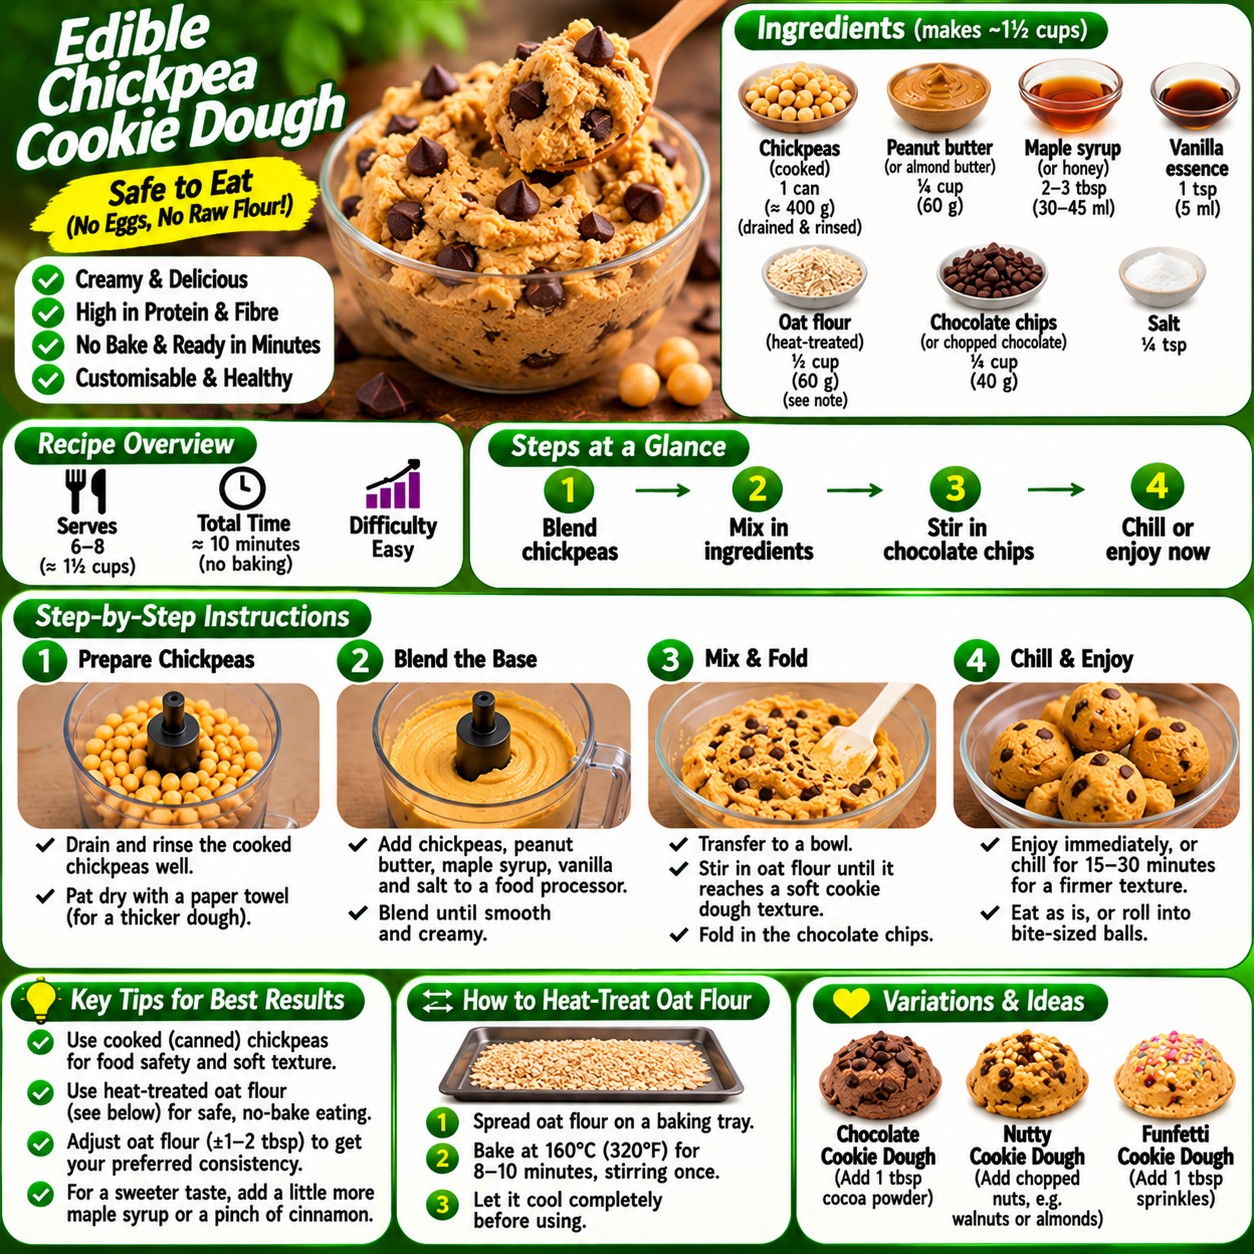 Edible
Chickpea
Cookie Dough
Safe to Eat
(No Eggs, No Raw Flour!)
Creamy & Delicious
High in Protein & Fibre
No Bake & Ready in Minutes
Customisable & Healthy
Ingredients (makes ~1½ cups)
Chickpeas
(cooked)
1 can
(≈ 400 g)
(drained & rinsed)
Peanut butter
(or almond butter)
¼ cup
(60 g)
Maple syrup
(or honey)
2–3 tbsp
(30–45 ml)
Vanilla
essence
1 tsp
(5 ml)
Oat flour
(heat-treated)
½ cup
(60 g)
(see note)
Chocolate chips
(or chopped chocolate)
¼ cup
(40 g)
Salt
¼ tsp
Recipe Overview
Serves
6–8
(≈ 1½ cups)
Total Time
≈ 10 minutes
(no baking)
Difficulty
Easy
Steps at a Glance
1
Blend
chickpeas
2
Mix in
ingredients
3
Stir in
chocolate chips
4
Chill or
enjoy now
Step-by-Step Instructions
1 Prepare Chickpeas
Drain and rinse the cooked
chickpeas well.
Pat dry with a paper towel
(for a thicker dough).
2 Blend the Base
Add chickpeas, peanut
butter, maple syrup, vanilla
and salt to a food processor.
Blend until smooth
and creamy.
3 Mix & Fold
Transfer to a bowl.
Stir in oat flour until it
reaches a soft cookie
dough texture.
Fold in the chocolate chips.
4 Chill & Enjoy
Enjoy immediately, or
chill for 15–30 minutes
for a firmer texture.
Eat as is, or roll into
bite-sized balls.
Key Tips for Best Results
Use cooked (canned) chickpeas
for food safety and soft texture.
Use heat-treated oat flour
(see below) for safe, no-bake eating.
Adjust oat flour (±1–2 tbsp) to get
your preferred consistency.
For a sweeter taste, add a little more
maple syrup or a pinch of cinnamon.
How to Heat-Treat Oat Flour
1 Spread oat flour on a baking tray.
2 Bake at 160°C (320°F) for
8–10 minutes, stirring once.
3 Let it cool completely
before using.
Variations & Ideas
Chocolate
Cookie Dough
(Add 1 tbsp
cocoa powder)
Nutty
Cookie Dough
(Add chopped
nuts, e.g.
walnuts or almonds)
Funfetti
Cookie Dough
(Add 1 tbsp
sprinkles)